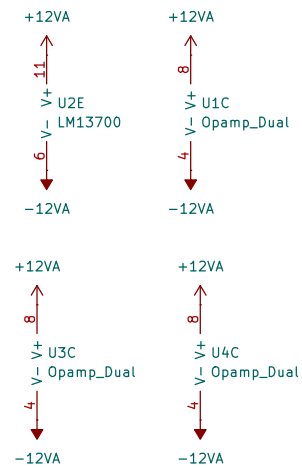 +12VA
+12VA
11
8
V+
U2E
V+
U1C
V-
LM13700
V-
Opamp_Dual
6
4
-12VA
-12VA
+12VA
+12VA
8
8
V+
U3C
V+
U4C
V-
Opamp_Dual
V-
Opamp_Dual
4
4
-12VA
-12VA